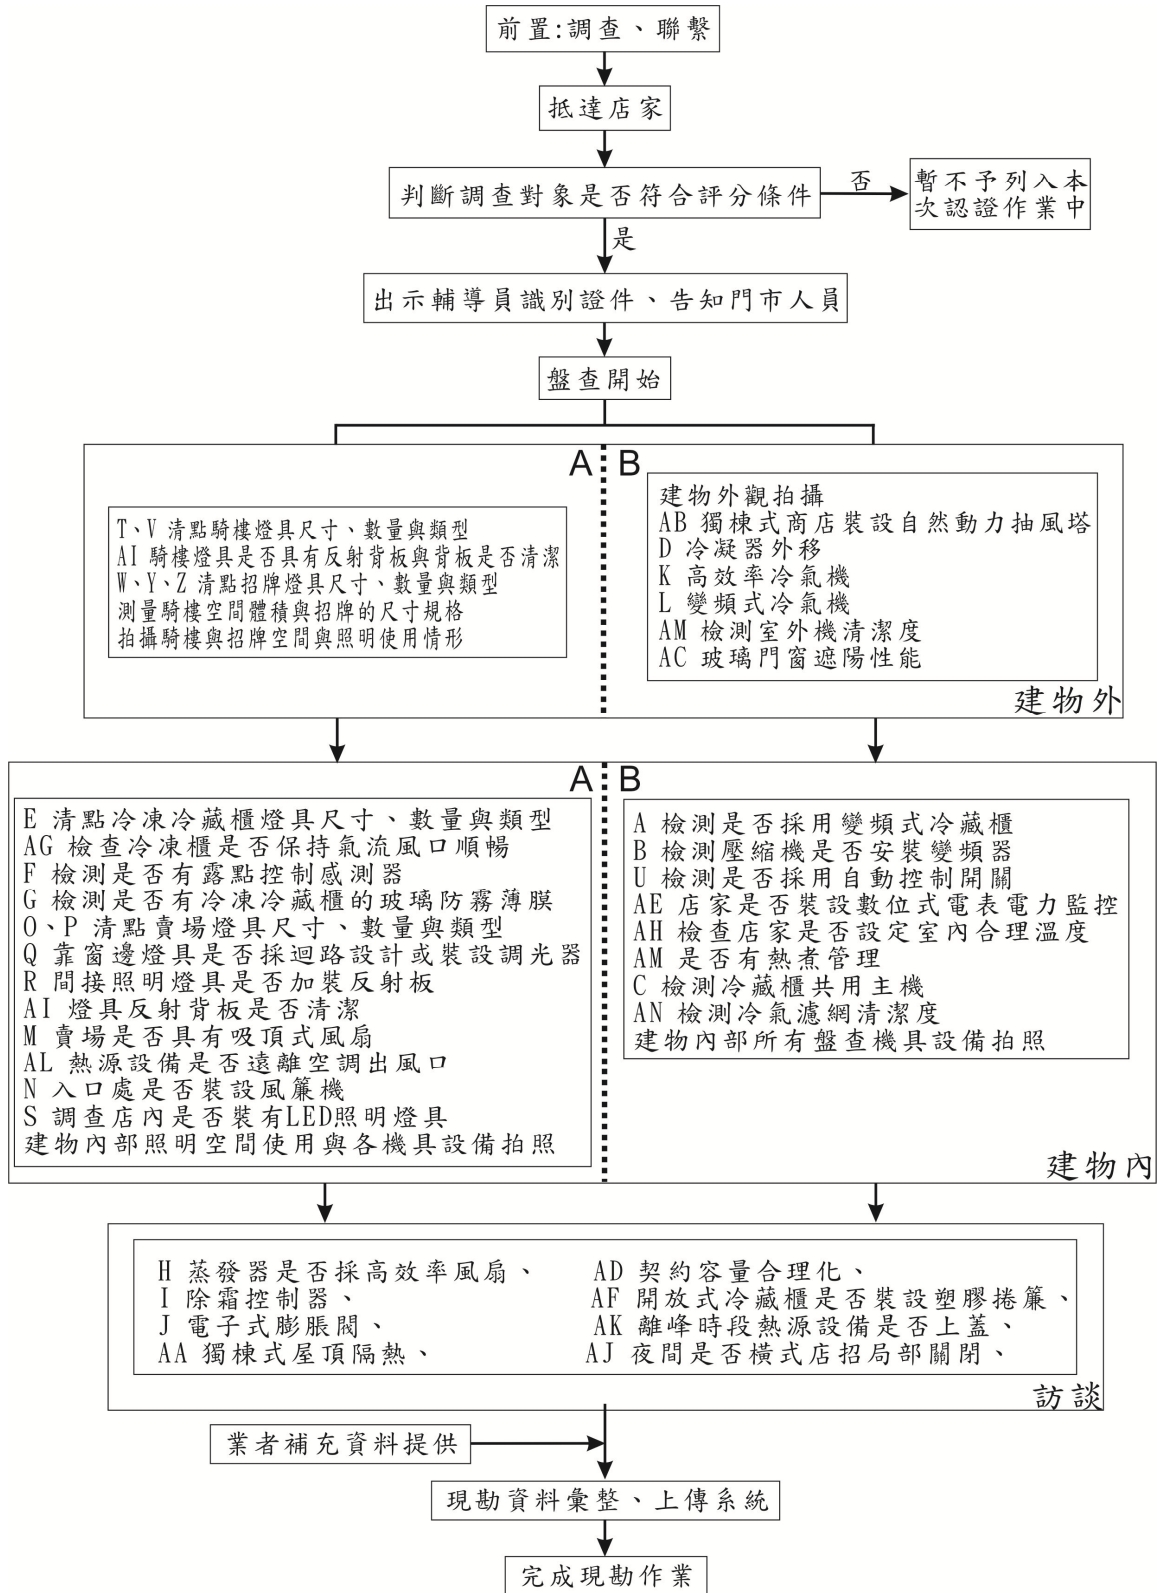 前置:調查、聯繫
抵達店家
判斷調查對象是否符合評分條件
否
暫不予列入本
次認證作業中
是
出示輔導員識別證件、告知門市人員
盤查開始
A
T、V 清點騎樓燈具尺寸、數量與類型
AI 騎樓燈具是否具有反射背板與背板是否清潔
W、Y、Z 清點招牌燈具尺寸、數量與類型
測量騎樓空間體積與招牌的尺寸規格
拍攝騎樓與招牌空間與照明使用情形
B
建物外觀拍攝
AB 獨棟式商店裝設自然動力抽風塔
D 冷凝器外移
K 高效率冷氣機
L 變頻式冷氣機
AM 檢測室外機清潔度
AC 玻璃門窗遮陽性能
建物外
A
E 清點冷凍冷藏櫃燈具尺寸、數量與類型
AG 檢查冷凍櫃是否保持氣流風口順暢
F 檢測是否有露點控制感測器
G 檢測是否有冷凍冷藏櫃的玻璃防霧薄膜
O、P 清點賣場燈具尺寸、數量與類型
Q 靠窗邊燈具是否採迴路設計或裝設調光器
R 間接照明燈具是否加裝反射板
AI 燈具反射背板是否清潔
M 賣場是否具有吸頂式風扇
AL 熱源設備是否遠離空調出風口
N 入口處是否裝設風簾機
S 調查店內是否裝有LED照明燈具
建物內部照明空間使用與各機具設備拍照
B
A 檢測是否採用變頻式冷藏櫃
B 檢測壓縮機是否安裝變頻器
U 檢測是否採用自動控制開關
AE 店家是否裝設數位式電表電力監控
AH 檢查店家是否設定室內合理溫度
AM 是否有熱煮管理
C 檢測冷藏櫃共用主機
AN 檢測冷氣濾網清潔度
建物內部所有盤查機具設備拍照
建物內
H 蒸發器是否採高效率風扇、
I 除霜控制器、
J 電子式膨脹閥、
AA 獨棟式屋頂隔熱、
AD 契約容量合理化、
AF 開放式冷藏櫃是否裝設塑膠捲簾、
AK 離峰時段熱源設備是否上蓋、
AJ 夜間是否橫式店招局部關閉、
訪談
業者補充資料提供
現勘資料彙整、上傳系統
完成現勘作業